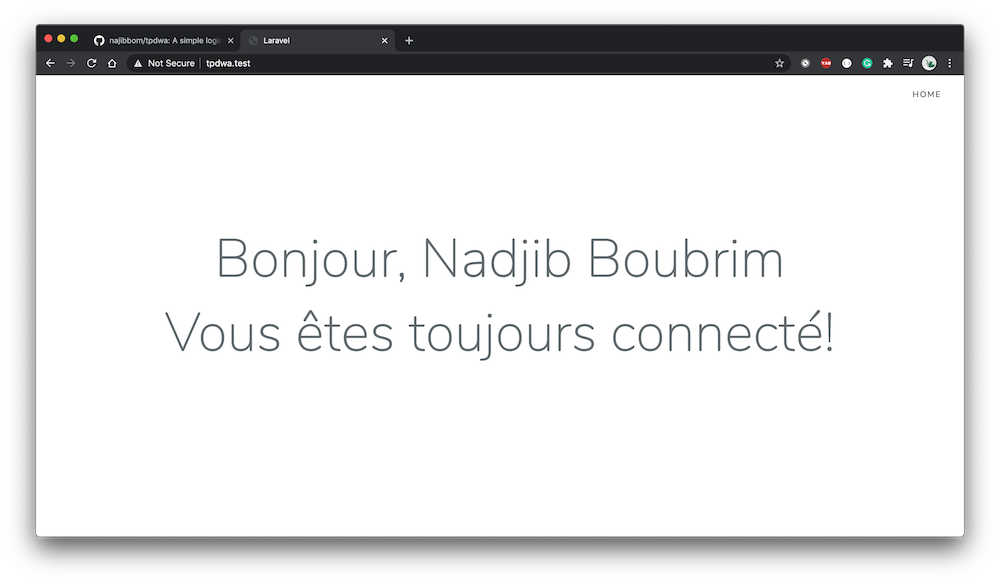 najibbom/tpdwa: A simple logi
Laravel
Not Secure | tpdwa.test
HOME
Bonjour, Nadjib Boubrim
Vous êtes toujours connecté!